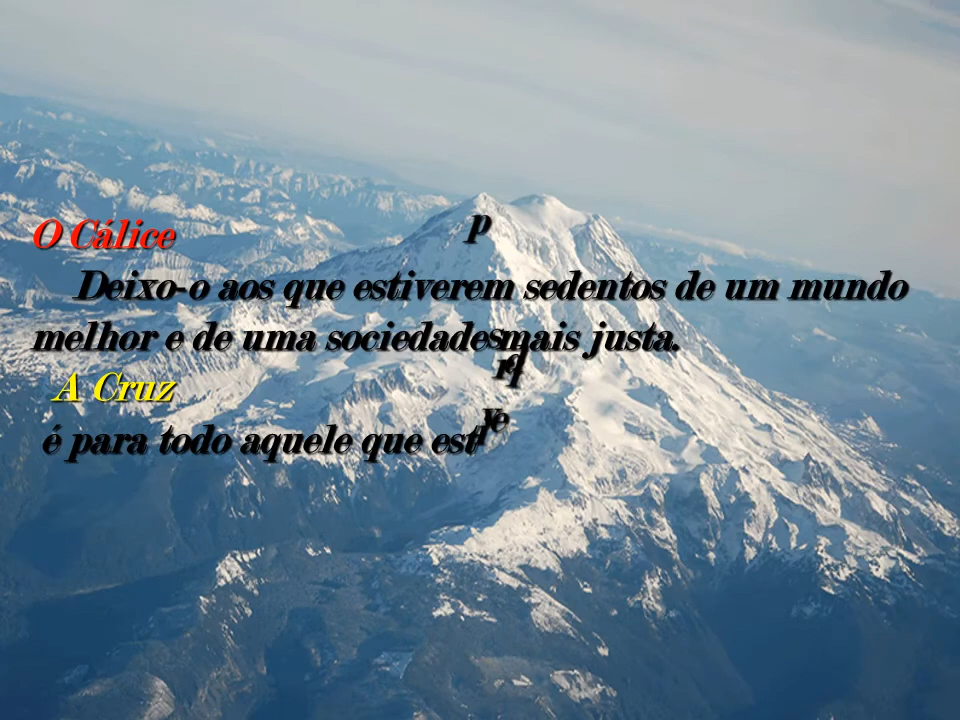 O Cálice
Deixo-o aos que estiverem sedentos de um mundo
melhor e de uma sociedade mais justa.
A Cruz
é para todo aquele que est